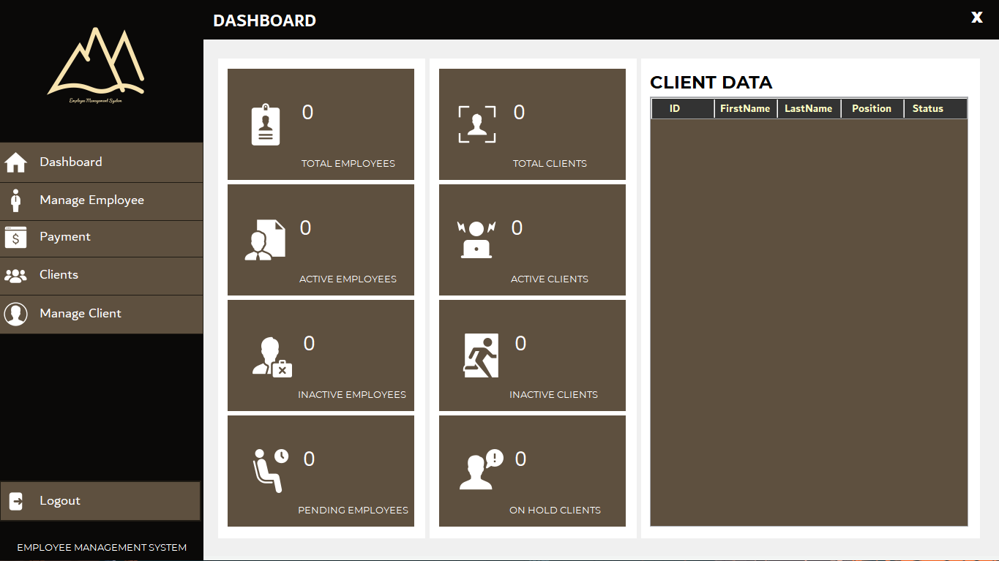 DASHBOARD
X
Employee Management System
Dashboard
Manage Employee
$
Payment
Clients
Manage Client
Logout
EMPLOYEE MANAGEMENT SYSTEM
0
TOTAL EMPLOYEES
0
ACTIVE EMPLOYEES
0
INACTIVE EMPLOYEES
0
PENDING EMPLOYEES
0
TOTAL CLIENTS
0
ACTIVE CLIENTS
0
INACTIVE CLIENTS
!
0
ON HOLD CLIENTS
CLIENT DATA
ID FirstName LastName Position Status